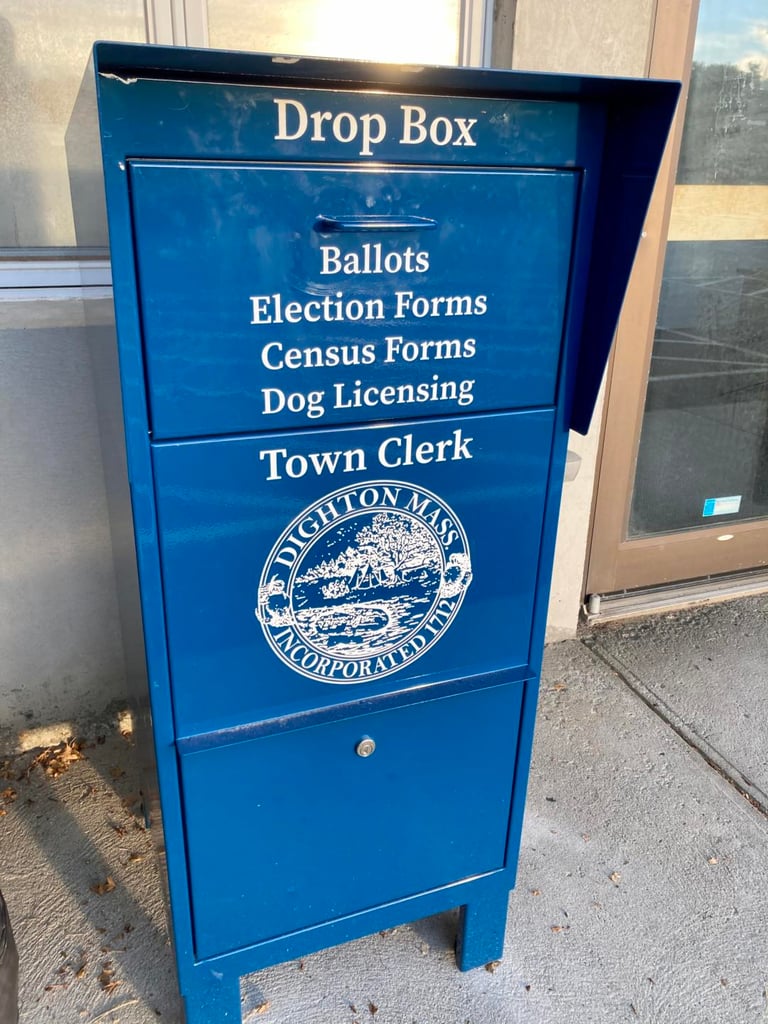 Drop Box
Ballots
Election Forms
Census Forms
Dog Licensing
Town Clerk
DIGHTON MASS.
INCORPORATED 1712